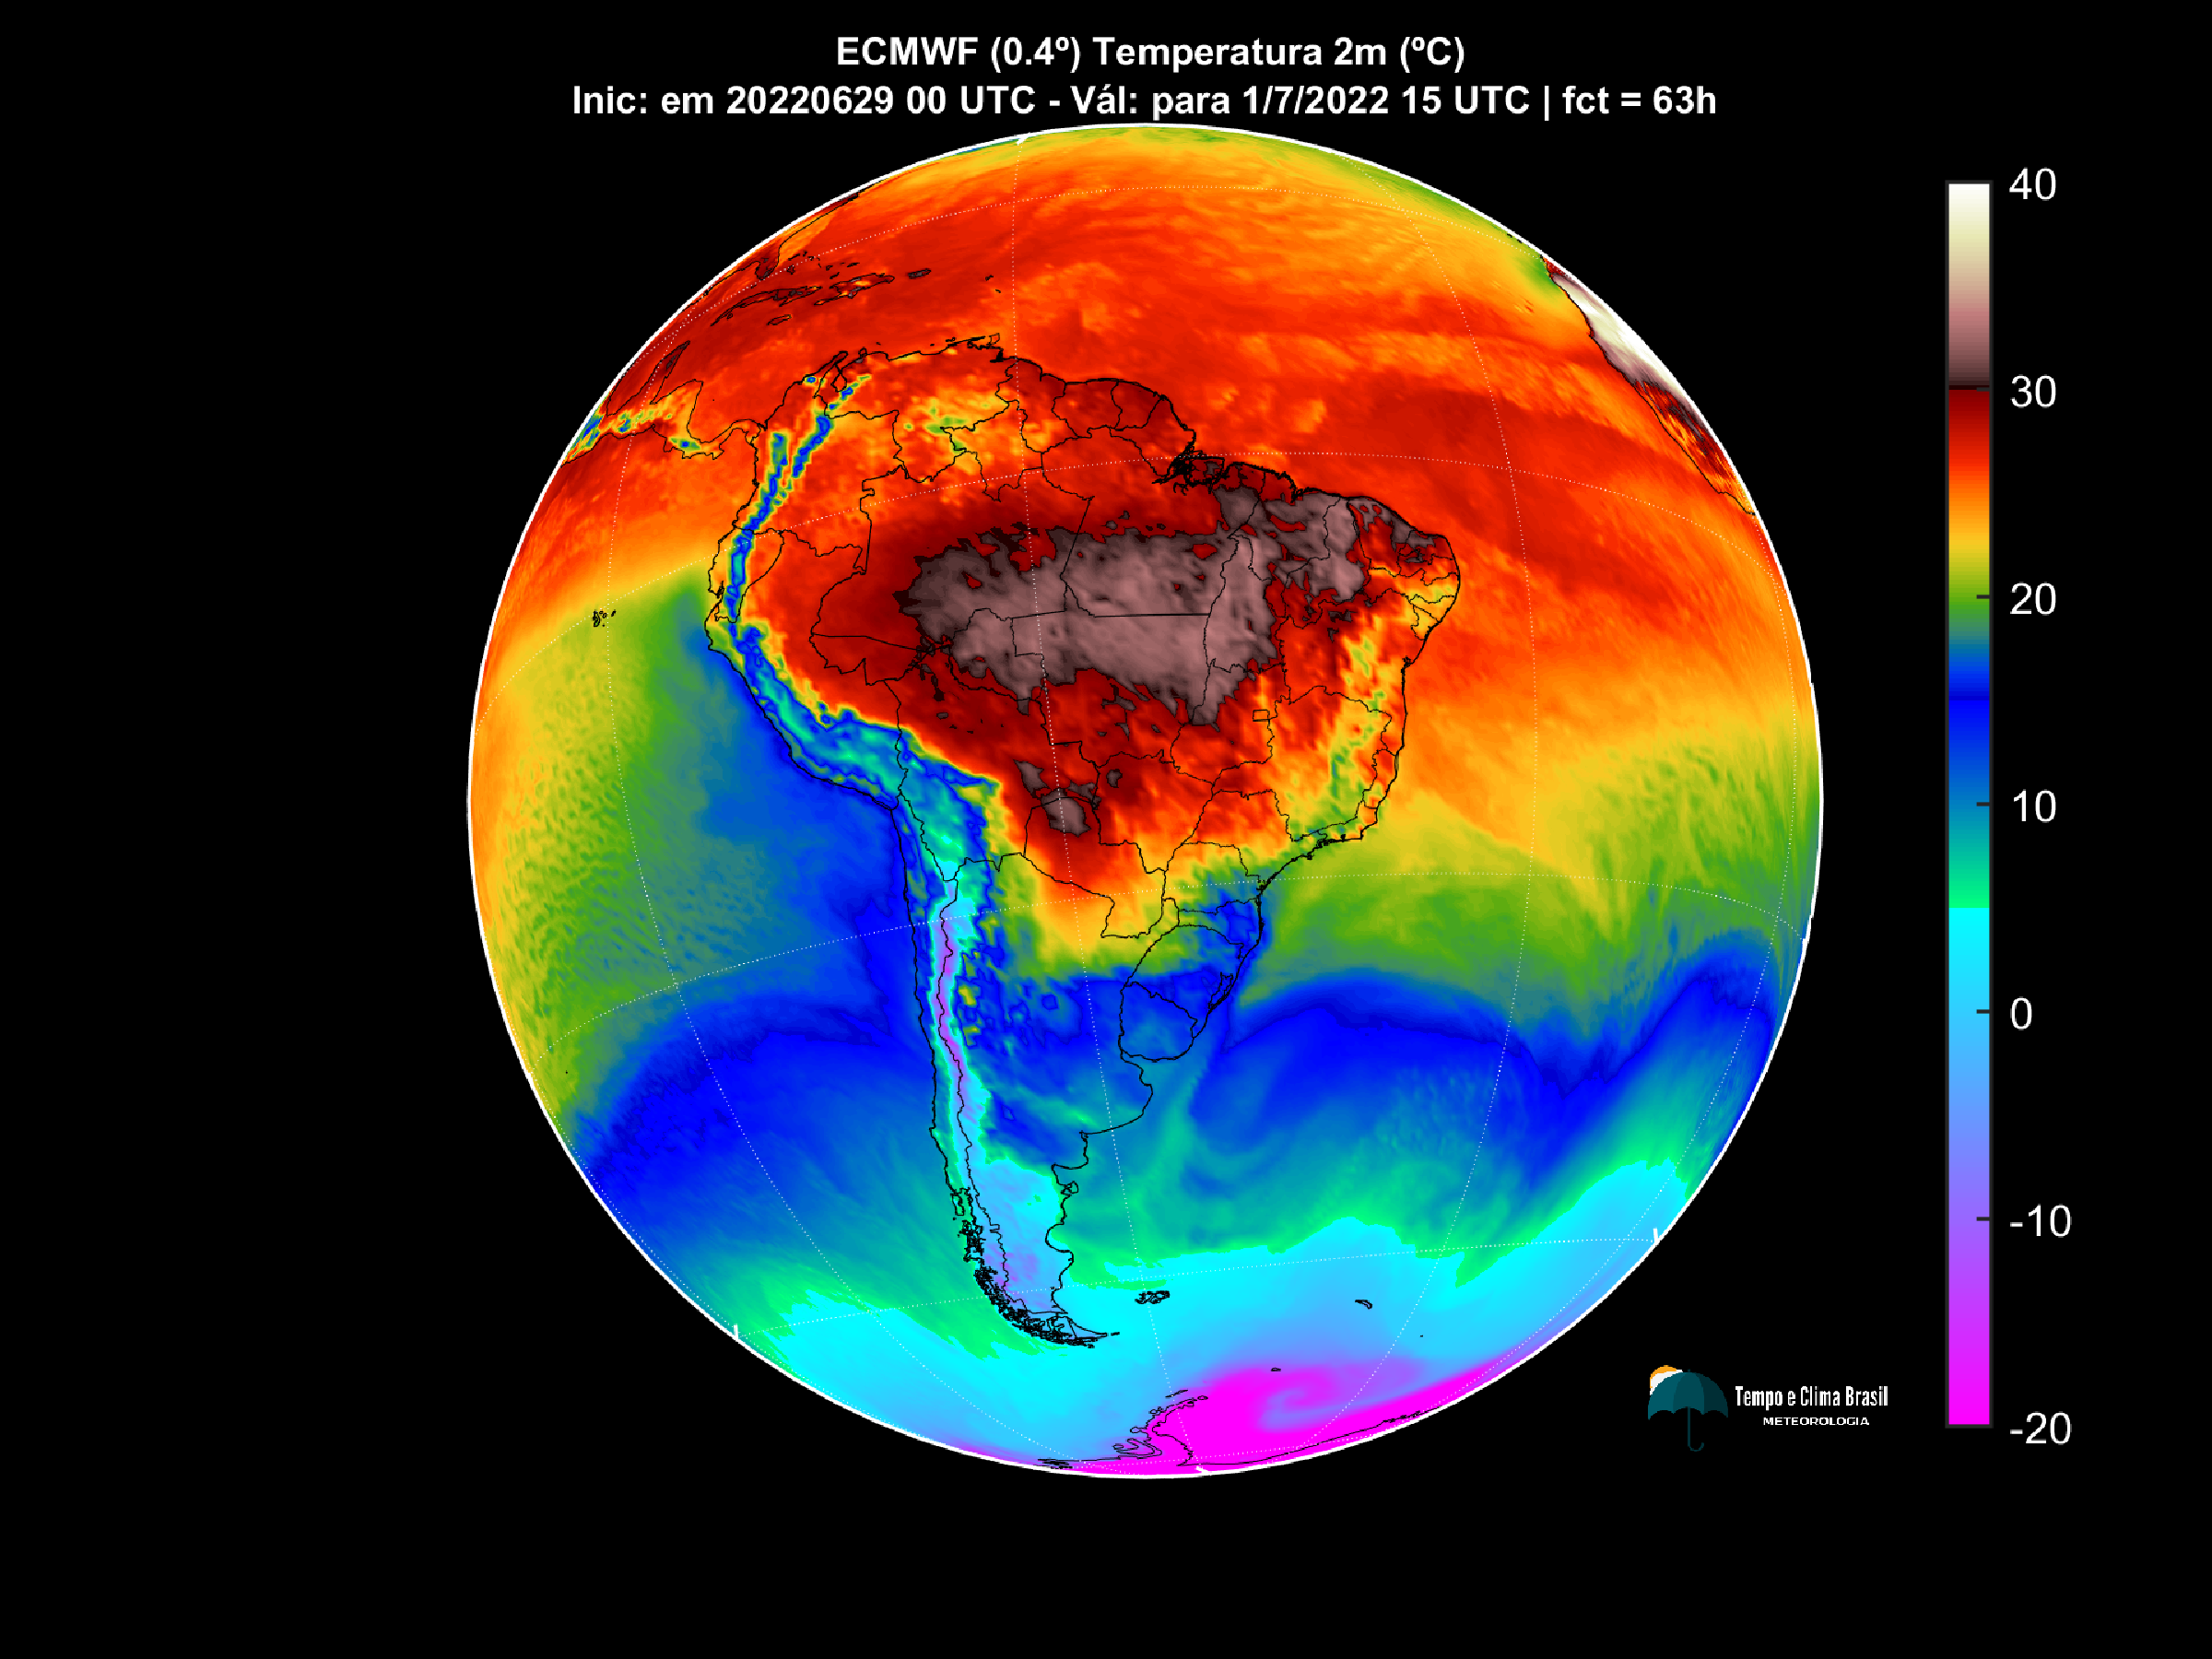 ECMWF (0.4º) Temperatura 2m (ºC)
Inic: em 20220629 00 UTC - Vál: para 1/7/2022 15 UTC | fct = 63h
40
30
20
10
0
-10
-20
Tempo e Clima Brasil
METEOROLOGIA